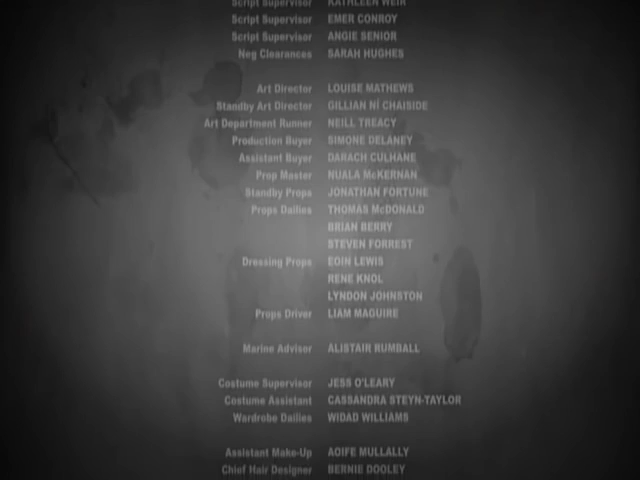 Script Supervisor KATHLEEN WEIR
Script Supervisor EMER CONROY
Script Supervisor ANGIE SENIOR
Neg Clearances SARAH HUGHES
Art Director LOUISE MATHEWS
Standby Art Director GILLIAN NÍ CHAISIDE
Art Department Runner NEILL TREACY
Production Buyer SIMONE DELANEY
Assistant Buyer DARACH CULHANE
Prop Master NUALA McKERNAN
Standby Props JONATHAN FORTUNE
Props Dailies THOMAS McDONALD
BRIAN BERRY
STEVEN FORREST
Dressing Props EOIN LEWIS
RENE KNOL
LYNDON JOHNSTON
Props Driver LIAM MAGUIRE
Marine Advisor ALISTAIR RUMBALL
Costume Supervisor JESS O'LEARY
Costume Assistant CASSANDRA STEYN-TAYLOR
Wardrobe Dailies WIDAD WILLIAMS
Assistant Make-Up AOIFE MULLALLY
Chief Hair Designer BERNIE DOOLEY